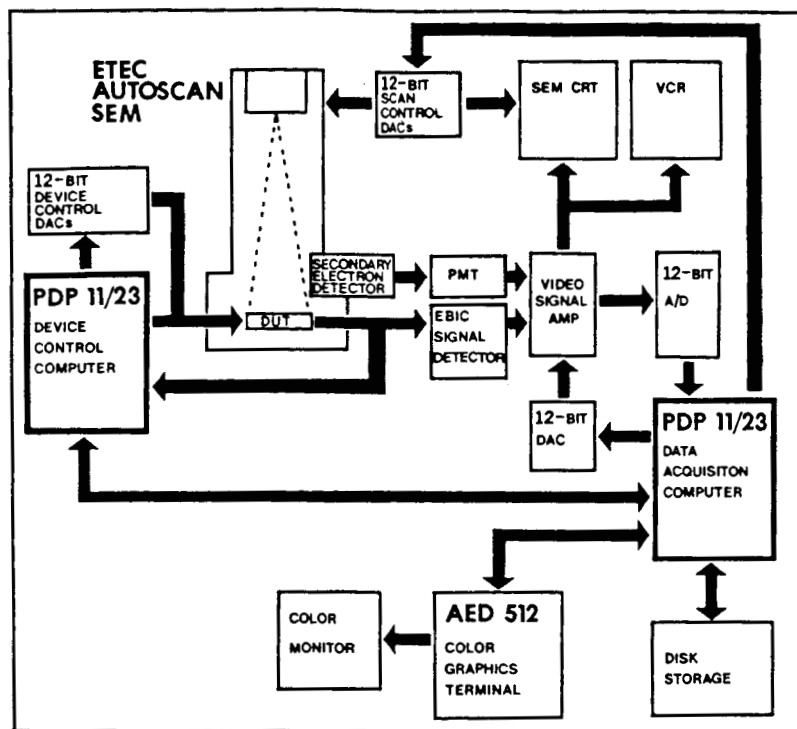 ETEC
AUTOSCAN
SEM
12-BIT
SCAN
CONTROL
DACs
SEM CRT
VCR
12-BIT
DEVICE
CONTROL
DACs
SECONDARY
ELECTRON
DETECTOR
PMT
VIDEO
SIGNAL
AMP
12-BIT
A/D
PDP 11/23
DEVICE
CONTROL
COMPUTER
DUT
EBIC
SIGNAL
DETECTOR
12-BIT
DAC
PDP 11/23
DATA
ACQUISITON
COMPUTER
COLOR
MONITOR
AED 512
COLOR
GRAPHICS
TERMINAL
DISK
STORAGE